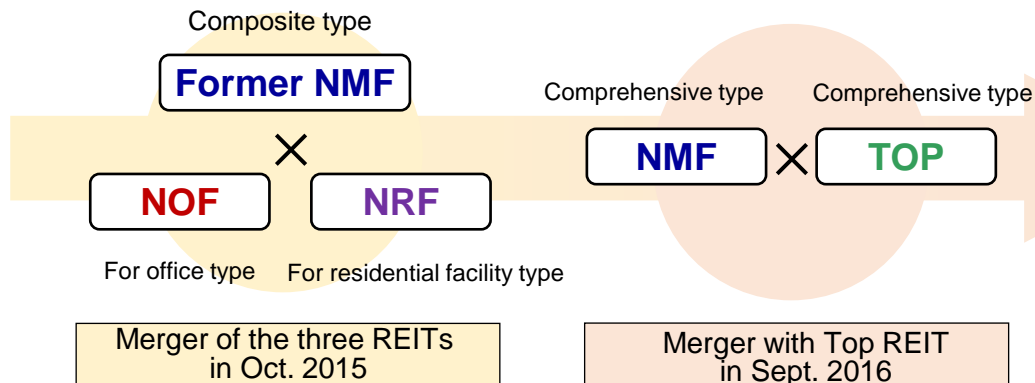 Composite type
Former NMF
×
NOF
NRF
For office type
For residential facility type
Merger of the three REITs
in Oct. 2015
Comprehensive type
Comprehensive type
NMF
×
TOP
Merger with Top REIT
in Sept. 2016